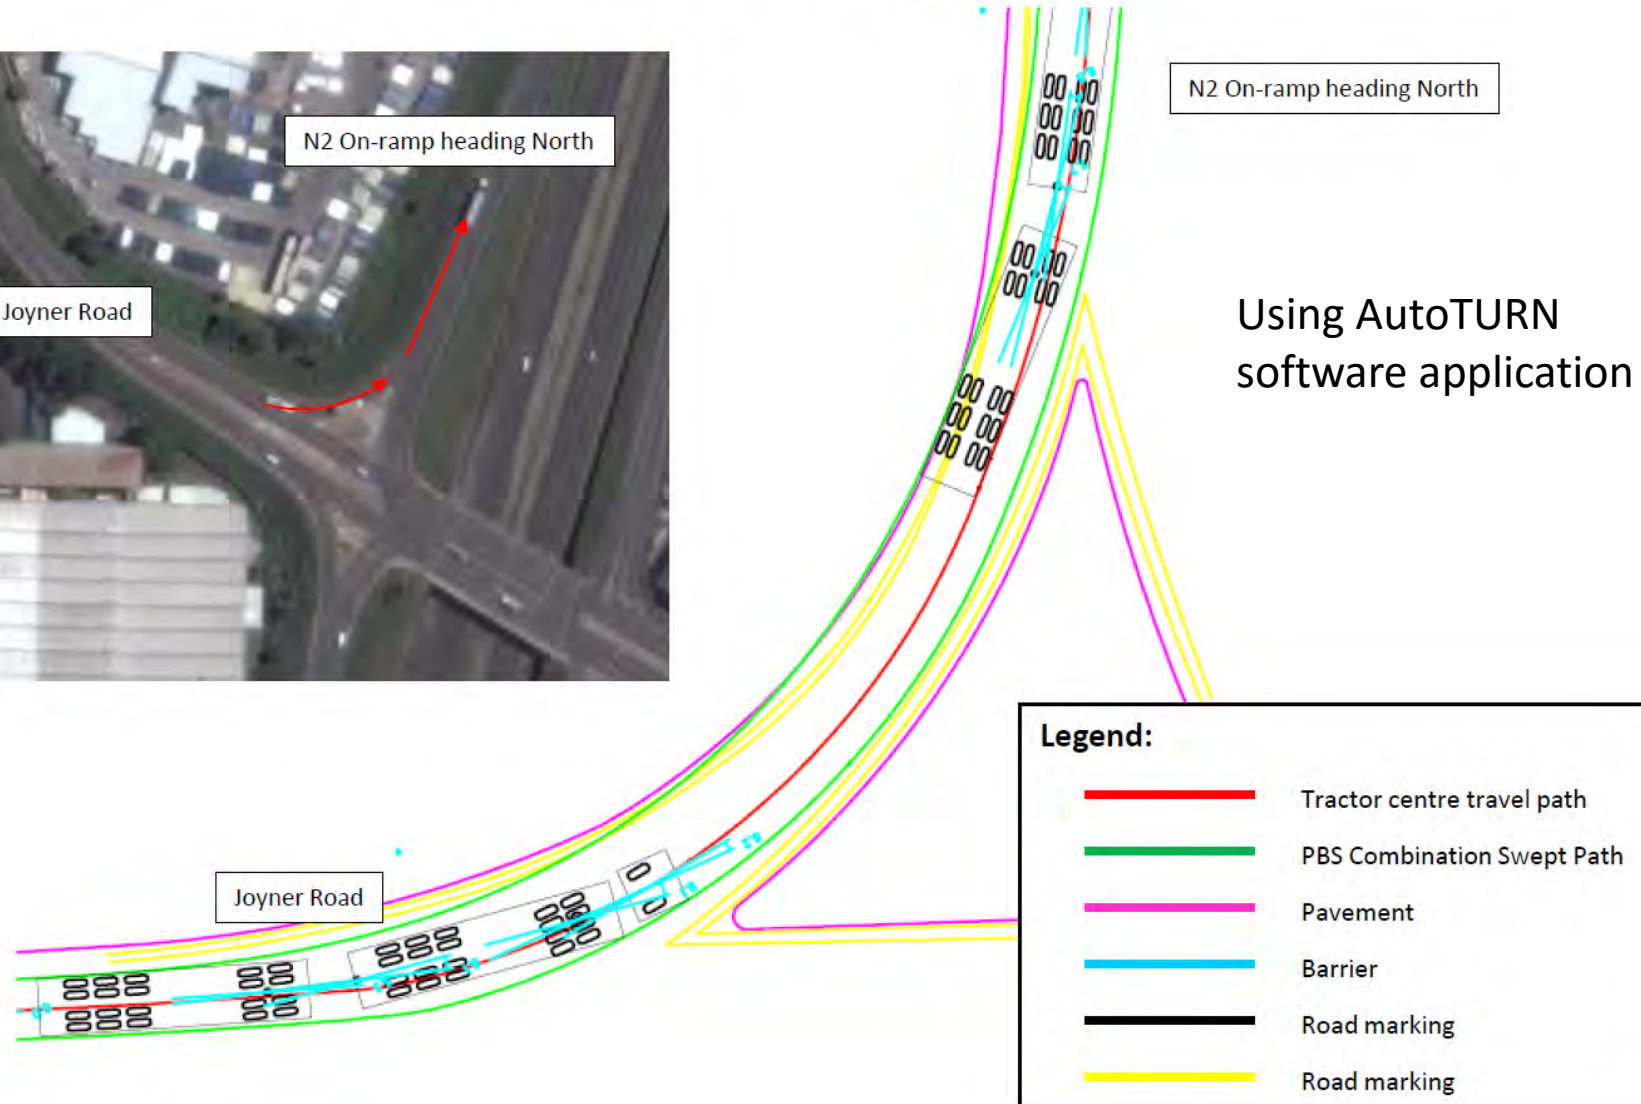 N2 On-ramp heading North
N2 On-ramp heading North
Joyner Road
Using AutoTURN
software application
Legend:
Tractor centre travel path
PBS Combination Swept Path
Pavement
Barrier
Road marking
Road marking
Joyner Road